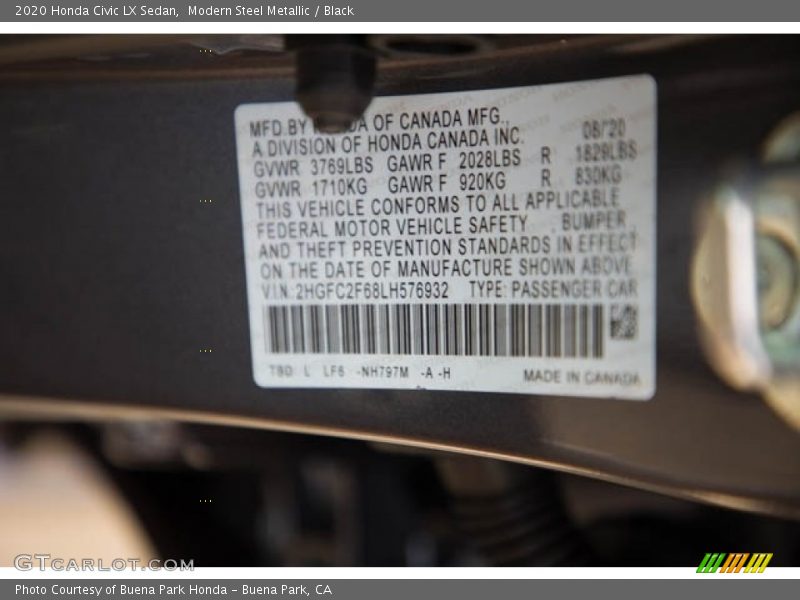 2020 Honda Civic LX Sedan,  Modern Steel Metallic / Black
MFD.BY HONDA OF CANADA MFG., 08/20
A DIVISION OF HONDA CANADA INC.
GVWR 3769LBS GAWR F 2028LBS R 1829LBS
GVWR 1710KG GAWR F 920KG R 830KG
THIS VEHICLE CONFORMS TO ALL APPLICABLE
FEDERAL MOTOR VEHICLE SAFETY , BUMPER,
AND THEFT PREVENTION STANDARDS IN EFFECT
ON THE DATE OF MANUFACTURE SHOWN ABOVE.
V.I.N: 2HGFC2F68LH576932 TYPE: PASSENGER CAR
TBD L LF6 -NH797M -A -H MADE IN CANADA
GTCARLOT.COM
Photo Courtesy of Buena Park Honda - Buena Park, CA